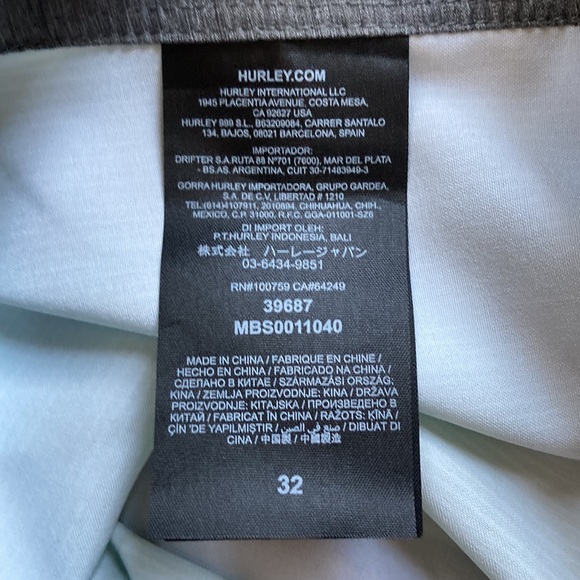 HURLEY.COM
HURLEY INTERNATIONAL LLC
1945 PLACENTIA AVENUE, COSTA MESA,
CA 92627 USA
HURLEY 999 S.L., B63209084, CARRER SANTALO
134, BAJOS, 08021 BARCELONA, SPAIN
IMPORTADOR:
DRIFTER S.A.RUTA 88 Nº701 (7600), MAR DEL PLATA
- BS.AS. ARGENTINA, CUIT 30-71483949-3
GORRA HURLEY IMPORTADORA, GRUPO GARDEA,
S.A. DE C.V, LIBERTAD # 1210
TEL:(614)4107911, 2010894, CHIHUAHUA, CHIH.,
MEXICO, C.P. 31000. R.F.C. GGA-011001-SZ6
DI IMPORT OLEH:
P.T.HURLEY INDONESIA, BALI
株式会社 ハーレージャパン
03-6434-9851
RN#100759 CA#64249
39687
MBS0011040
MADE IN CHINA / FABRIQUE EN CHINE /
HECHO EN CHINA / FABRICADO NA CHINA /
СДЕЛАНО В КИТАЕ / SZÁRMAZÁSI ORSZÁG:
KINA / ZEMLJA PROIZVODNJE: KINA / DRŽAVA
PROIZVODNJE: KITAJSKA / ПРОИЗВЕДЕНО В
КИТАЙ / FABRICAT ÎN CHINA / RAŽOTS: ĶĪNĀ /
ÇİN 'DE YAPILMIŞTIR / صنع في الصين / DIBUAT DI
CINA / 中国製 / 中國製造
32